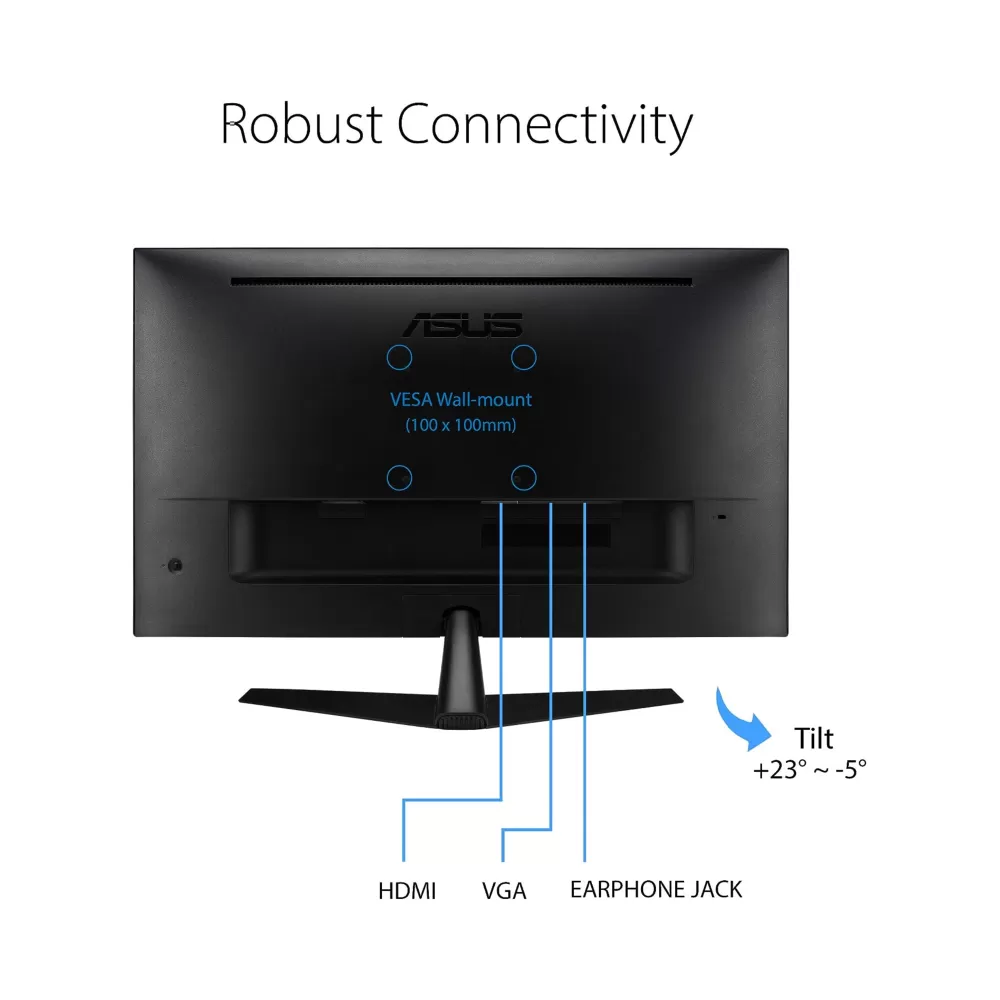 Robust Connectivity
ASUS
VESA Wall-mount
(100 x 100mm)
Tilt
+23° ~ -5°
HDMI
VGA
EARPHONE JACK